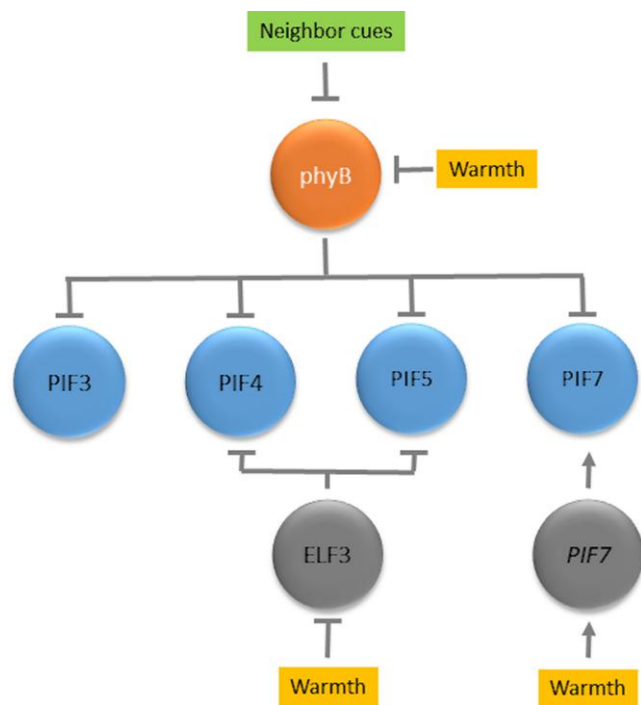 Neighbor cues
phyB
Warmth
PIF3
PIF4
PIF5
PIF7
ELF3
PIF7
Warmth
Warmth